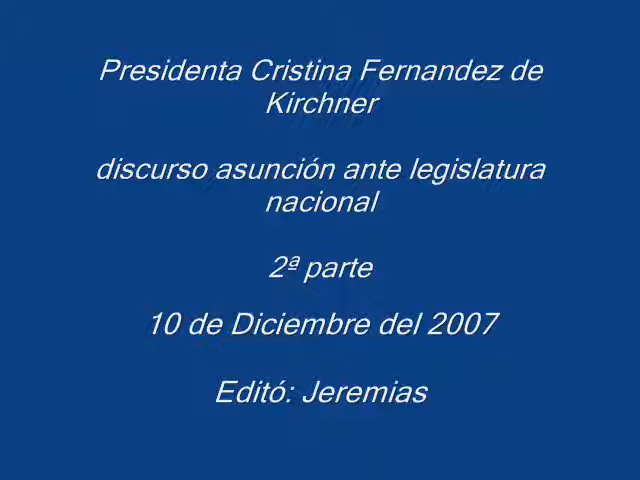 Presidenta Cristina Fernandez de
Kirchner
discurso asunción ante legislatura
nacional
2ª parte
10 de Diciembre del 2007
Editó: Jeremias